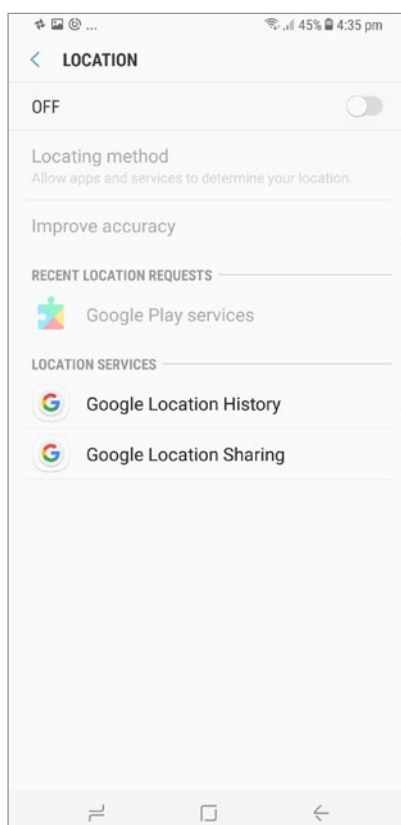 ... 45% 4:35 pm
LOCATION
OFF
Locating method
Allow apps and services to determine your location.
Improve accuracy
RECENT LOCATION REQUESTS
Google Play services
LOCATION SERVICES
Google Location History
Google Location Sharing